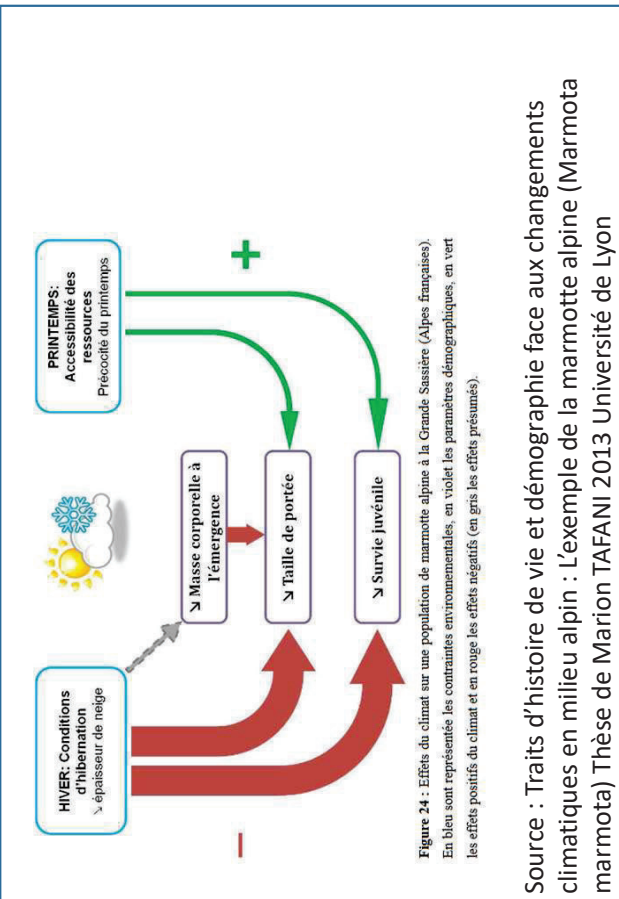 HIVER: Conditions
d'hibernation
↘ épaisseur de neige
PRINTEMPS:
Accessibilité des
ressources
Précocité du printemps
−
+
↘ Masse corporelle à
l'émergence
↘ Taille de portée
↘ Survie juvénile
Figure 24 : Effets du climat sur une population de marmotte alpine à la Grande Sassière (Alpes françaises).
En bleu sont représentée les contraintes environnementales, en violet les paramètres démographiques, en vert
les effets positifs du climat et en rouge les effets négatifs (en gris les effets présumés).
Source : Traits d'histoire de vie et démographie face aux changements
climatiques en milieu alpin : L'exemple de la marmotte alpine (Marmota
marmota) Thèse de Marion TAFANI 2013 Université de Lyon